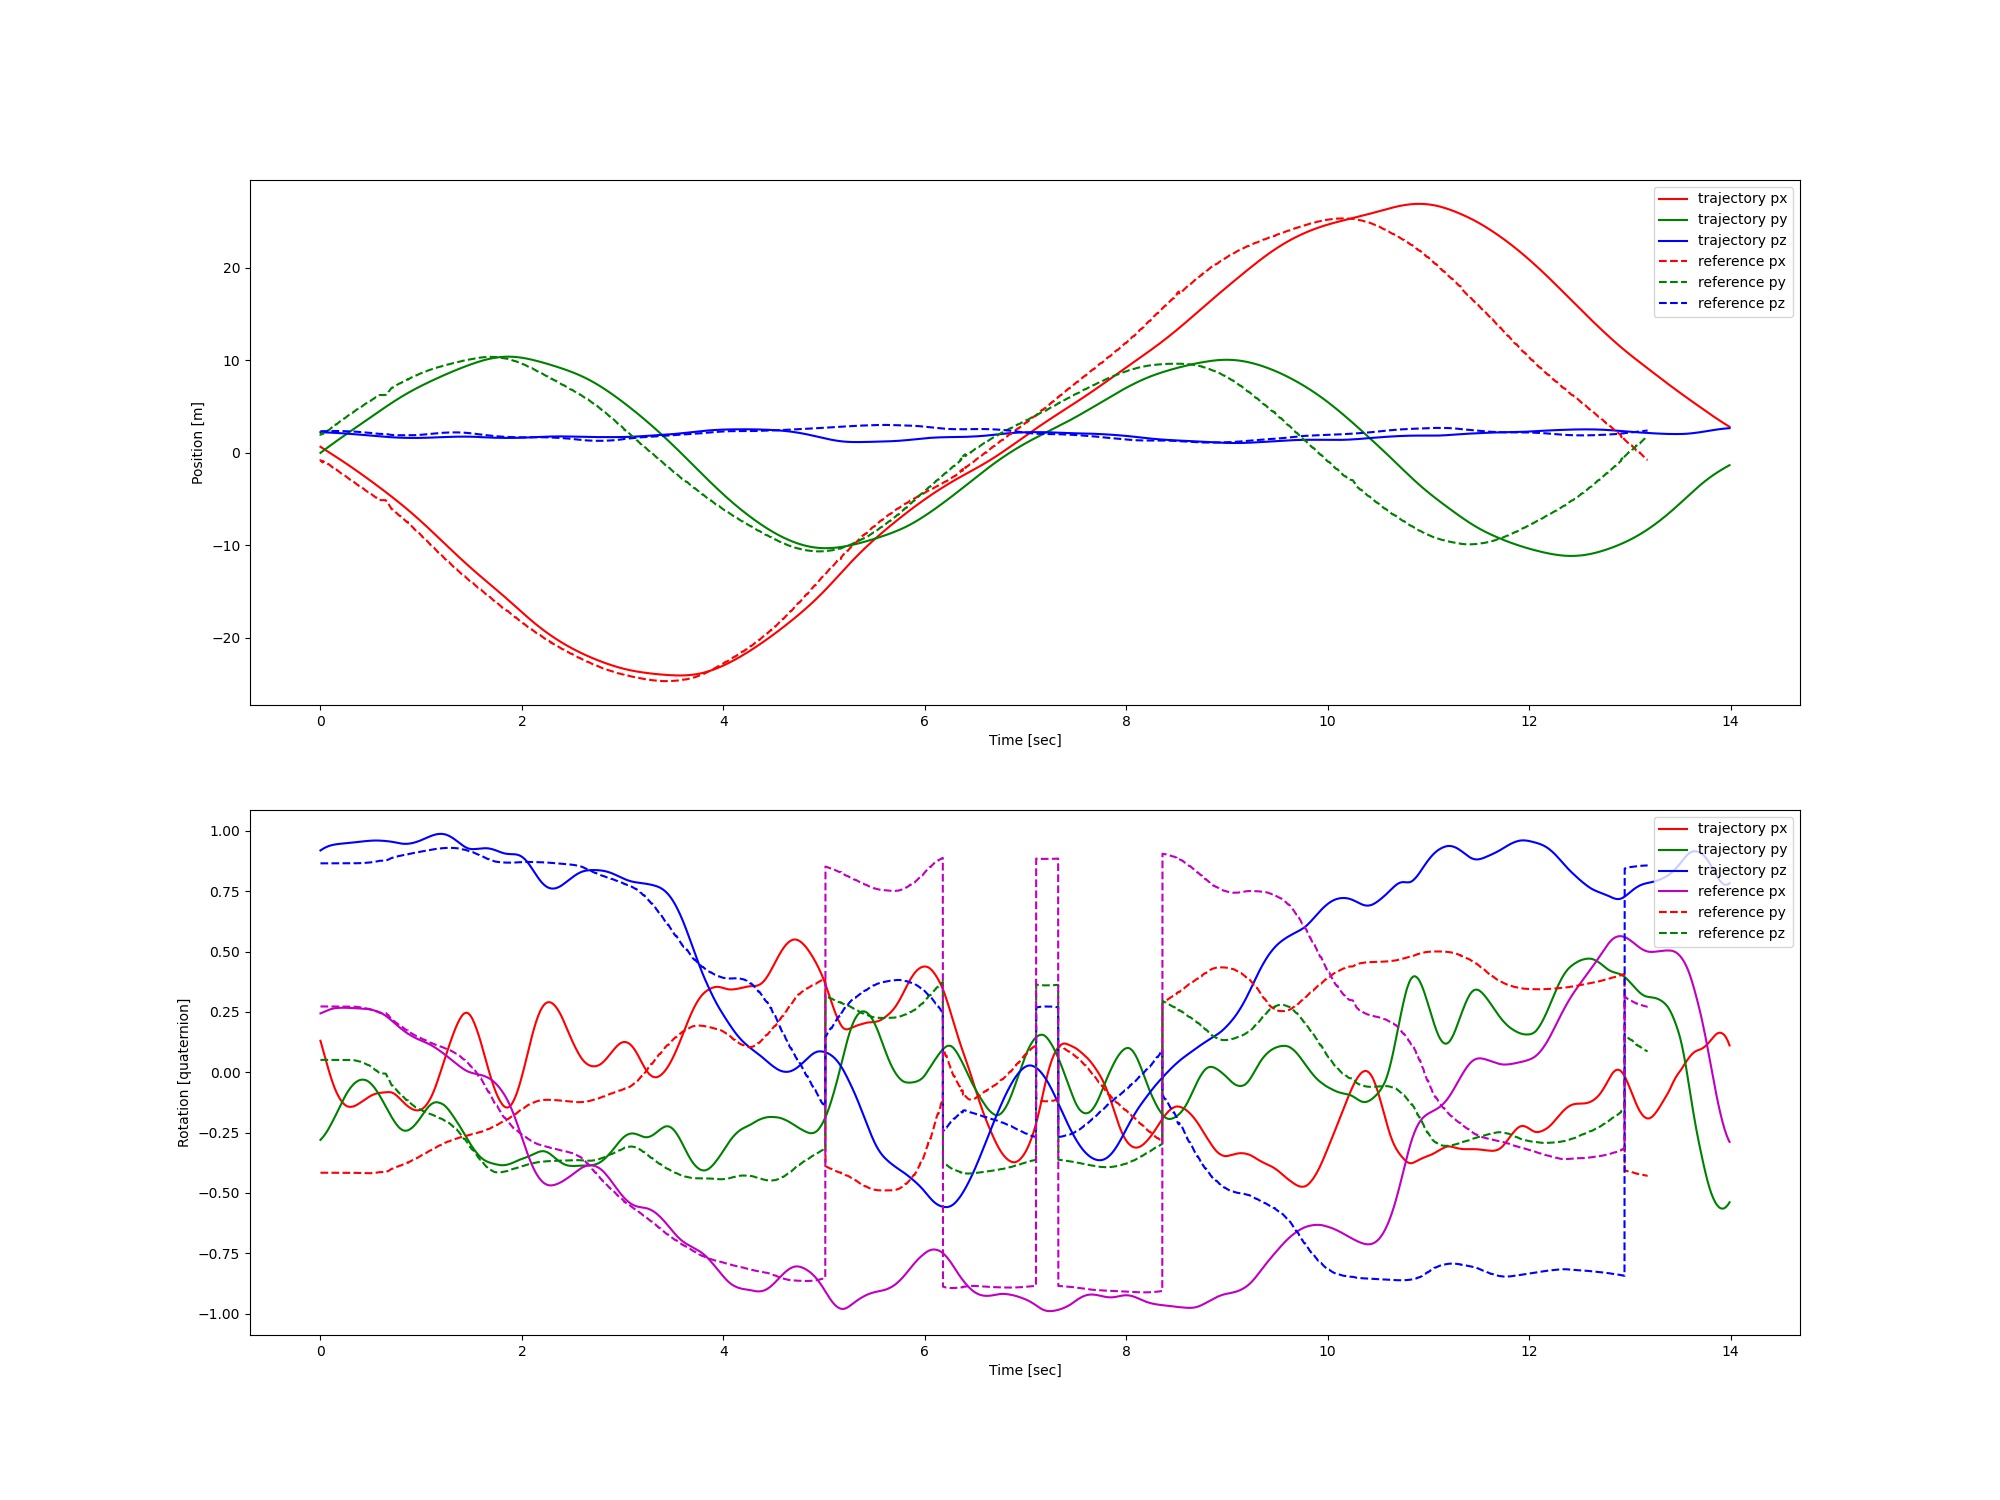 trajectory px
trajectory py
trajectory pz
reference px
reference py
reference pz
Position [m]
20
10
0
−10
−20
0 2 4 6 8 10 12 14
Time [sec]
trajectory px
trajectory py
trajectory pz
reference px
reference py
reference pz
Rotation [quaternion]
1.00
0.75
0.50
0.25
0.00
−0.25
−0.50
−0.75
−1.00
0 2 4 6 8 10 12 14
Time [sec]